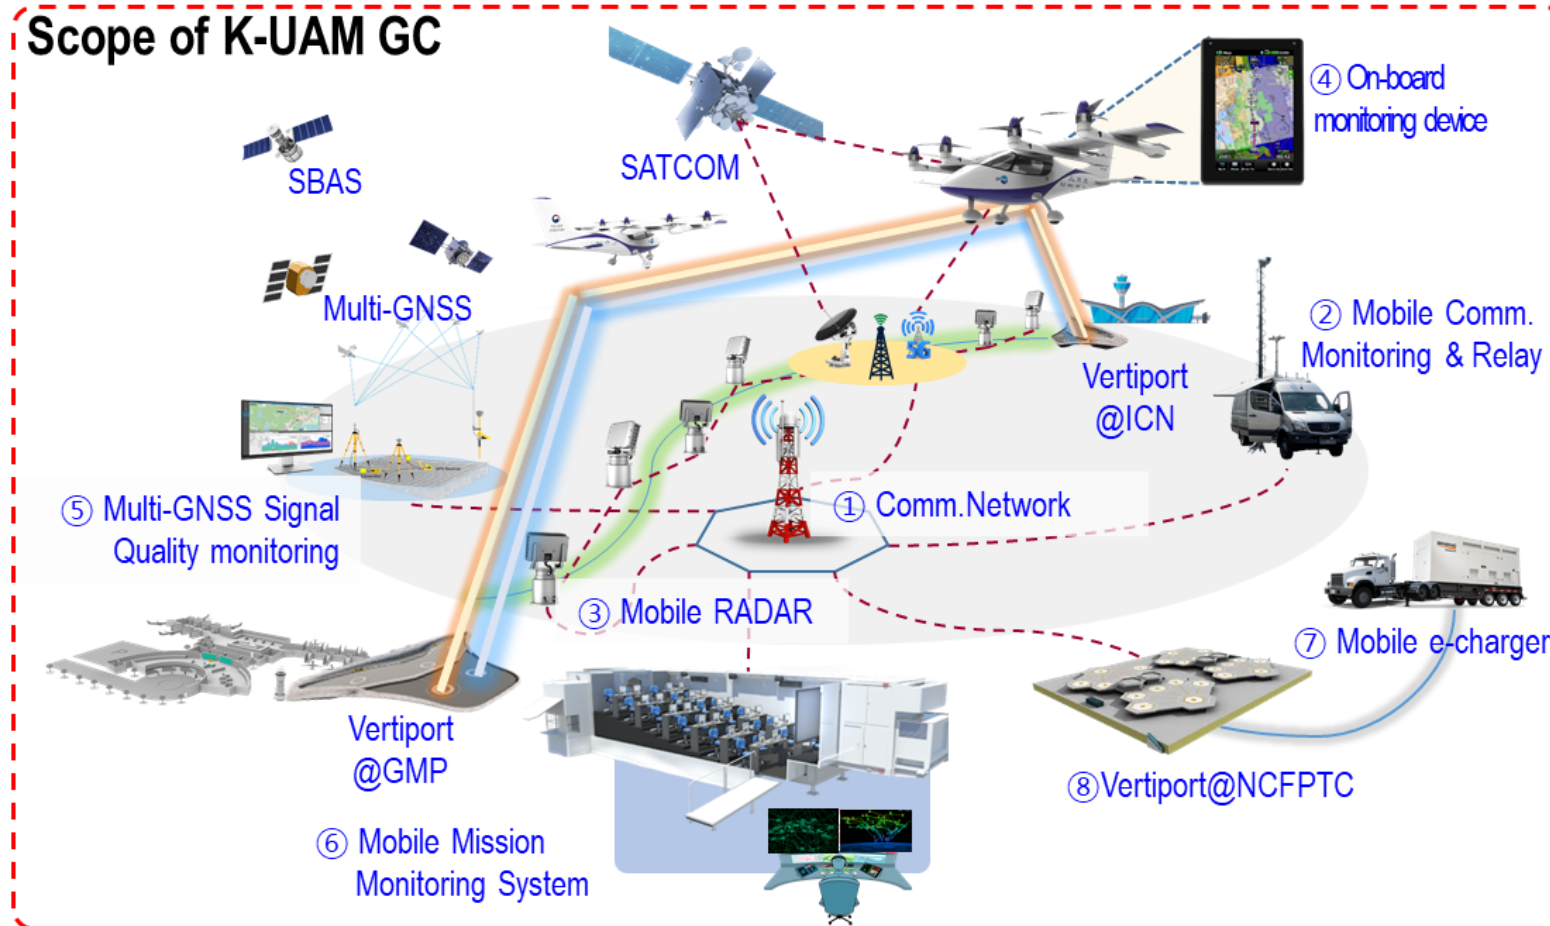 Scope of K-UAM GC
④ On-board
monitoring device
SBAS
SATCOM
Multi-GNSS
② Mobile Comm.
Monitoring & Relay
5G
Vertiport
@ICN
⑤ Multi-GNSS Signal
Quality monitoring
① Comm.Network
③ Mobile RADAR
⑦ Mobile e-charger
Vertiport
@GMP
⑧Vertiport@NCFPTC
⑥ Mobile Mission
Monitoring System